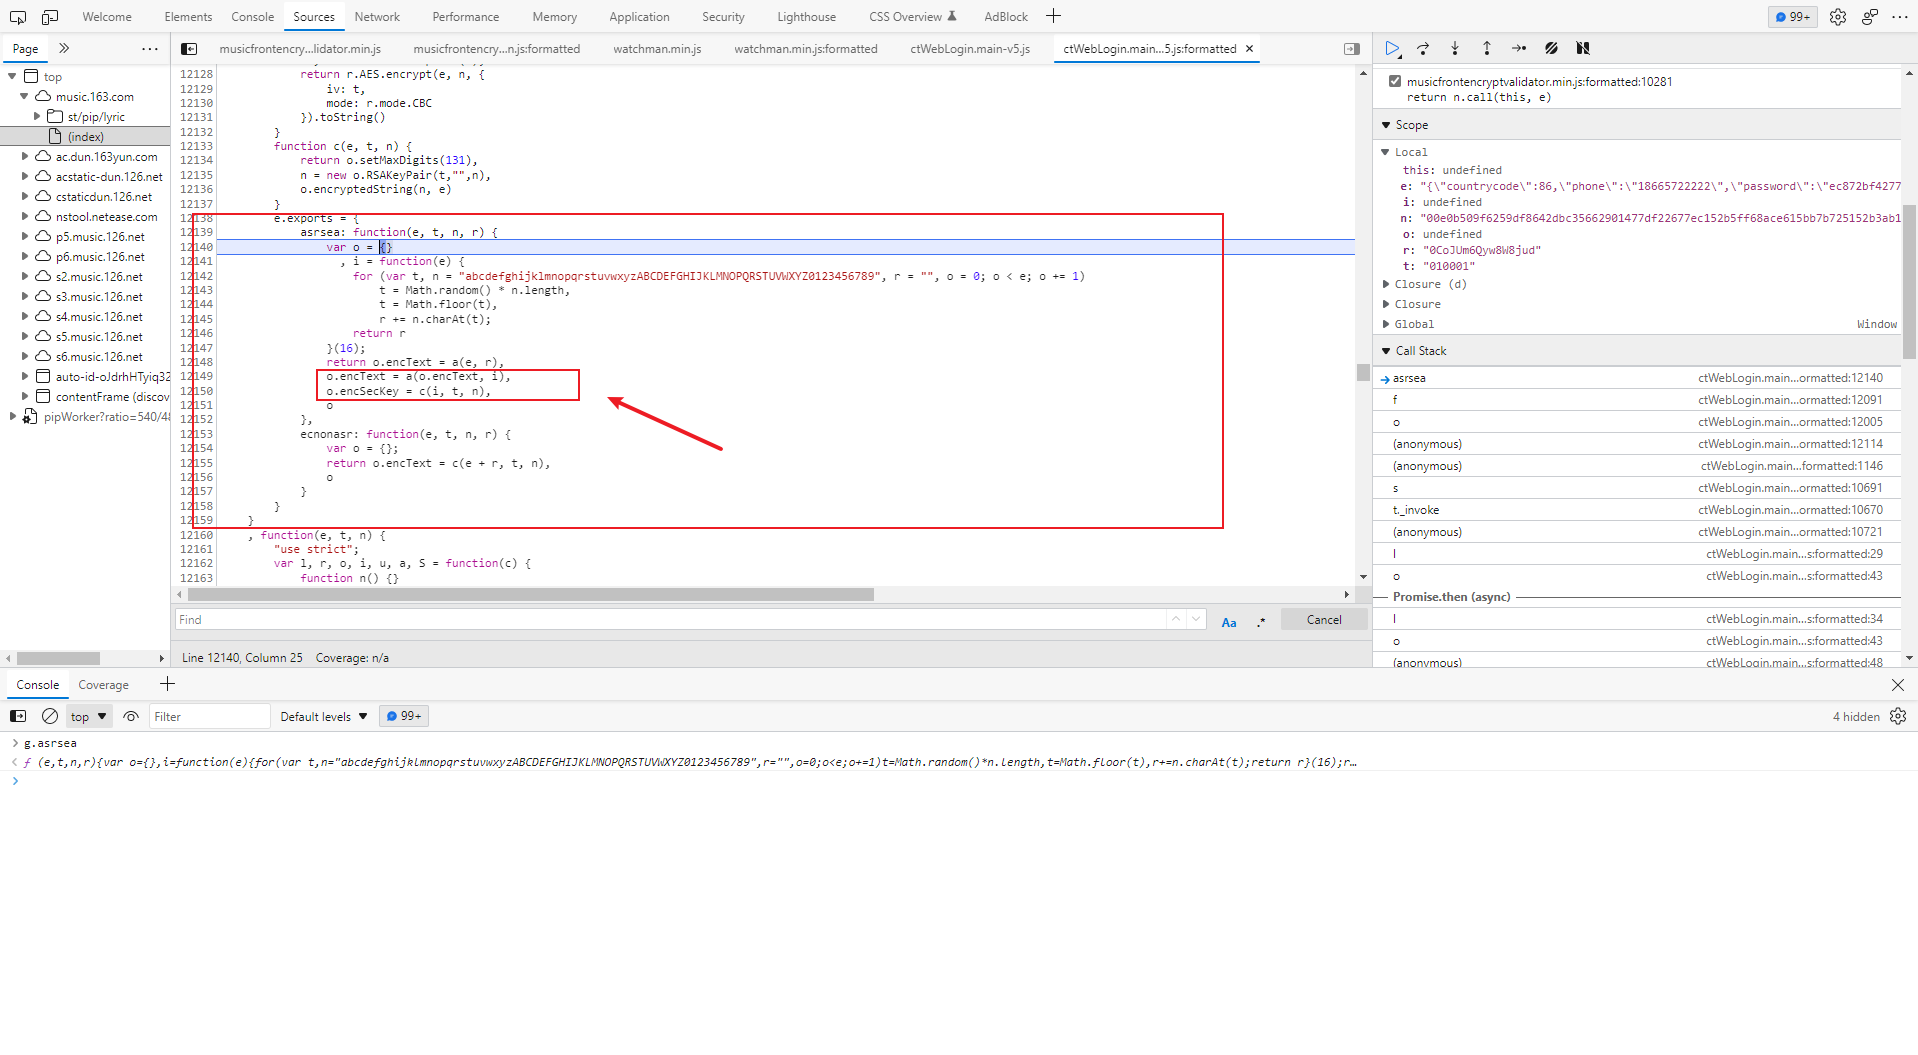 Welcome Elements Console Sources Network Performance Memory Application Security Lighthouse CSS Overview AdBlock 99+
Page
musicfrontencry...lidator.min.js musicfrontencry...n.js:formatted watchman.min.js watchman.min.js:formatted ctWebLogin.main-v5.js ctWebLogin.main...5.js:formatted
top
music.163.com
st/pip/lyric
(index)
ac.dun.163yun.com
acstatic-dun.126.net
cstaticdun.126.net
nstool.netease.com
p5.music.126.net
p6.music.126.net
s2.music.126.net
s3.music.126.net
s4.music.126.net
s5.music.126.net
s6.music.126.net
auto-id-oJdrhHTyiq32
contentFrame (discov
pipWorker?ratio=540/48
12128 return r.AES.encrypt(e, n, {
12129 iv: t,
12130 mode: r.mode.CBC
12131 }).toString()
12132 }
12133 function c(e, t, n) {
12134 return o.setMaxDigits(131),
12135 n = new o.RSAKeyPair(t,"",n),
12136 o.encryptedString(n, e)
12137 }
12138 e.exports = {
12139 asrsea: function(e, t, n, r) {
12140 var o = {}
12141 , i = function(e) {
12142 for (var t, n = "abcdefghijklmnopqrstuvwxyzABCDEFGHIJKLMNOPQRSTUVWXYZ0123456789", r = "", o = 0; o < e; o += 1)
12143 t = Math.random() * n.length,
12144 t = Math.floor(t),
12145 r += n.charAt(t);
12146 return r
12147 }(16);
12148 return o.encText = a(e, r),
12149 o.encText = a(o.encText, i),
12150 o.encSecKey = c(i, t, n),
12151 o
12152 },
12153 ecnonasr: function(e, t, n, r) {
12154 var o = {};
12155 return o.encText = c(e + r, t, n),
12156 o
12157 }
12158 }
12159 }
12160 , function(e, t, n) {
12161 "use strict";
12162 var l, r, o, i, u, a, S = function(c) {
12163 function n() {}
Find Aa .* Cancel
Line 12140, Column 25 Coverage: n/a
musicfrontencryptvalidator.min.js:formatted:10281
return n.call(this, e)
Scope
Local
this: undefined
e: "{\"countrycode\":86,\"phone\":\"18665722222\",\"password\":\"ec872bf4277
i: undefined
n: "00e0b509f6259df8642dbc35662901477df22677ec152b5ff68ace615bb7b725152b3ab1
o: undefined
r: "0CoJUm6Qyw8W8jud"
t: "010001"
Closure (d)
Closure
Global Window
Call Stack
asrsea ctWebLogin.main...ormatted:12140
f ctWebLogin.main...ormatted:12091
o ctWebLogin.main...ormatted:12005
(anonymous) ctWebLogin.main...ormatted:12114
(anonymous) ctWebLogin.main...formatted:1146
s ctWebLogin.main...ormatted:10691
t._invoke ctWebLogin.main...ormatted:10670
(anonymous) ctWebLogin.main...ormatted:10721
l ctWebLogin.main...s:formatted:29
o ctWebLogin.main...s:formatted:43
Promise.then (async)
l ctWebLogin.main...s:formatted:34
o ctWebLogin.main...s:formatted:43
(anonymous) ctWebLogin.main...s:formatted:48
Console Coverage
top Filter Default levels 99+ 4 hidden
g.asrsea
ƒ (e,t,n,r){var o={},i=function(e){for(var t,n="abcdefghijklmnopqrstuvwxyzABCDEFGHIJKLMNOPQRSTUVWXYZ0123456789",r="",o=0;o<e;o+=1)t=Math.random()*n.length,t=Math.floor(t),r+=n.charAt(t);return r}(16);r…